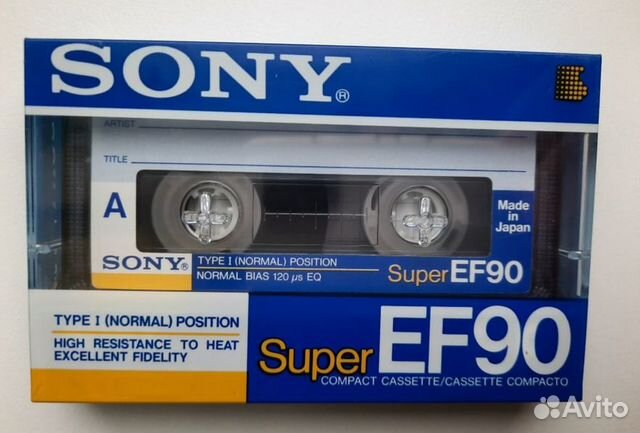 SONY®
ARTIST
TITLE
A
Made in Japan
SONY®
TYPE I (NORMAL) POSITION
NORMAL BIAS 120 μs EQ
Super EF90
TYPE I (NORMAL) POSITION
HIGH RESISTANCE TO HEAT
EXCELLENT FIDELITY
Super EF90
COMPACT CASSETTE/CASSETTE COMPACTO
Avito